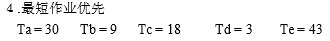 4 .最短作业优先
Ta = 30 Tb = 9 Tc = 18 Td = 3 Te = 43